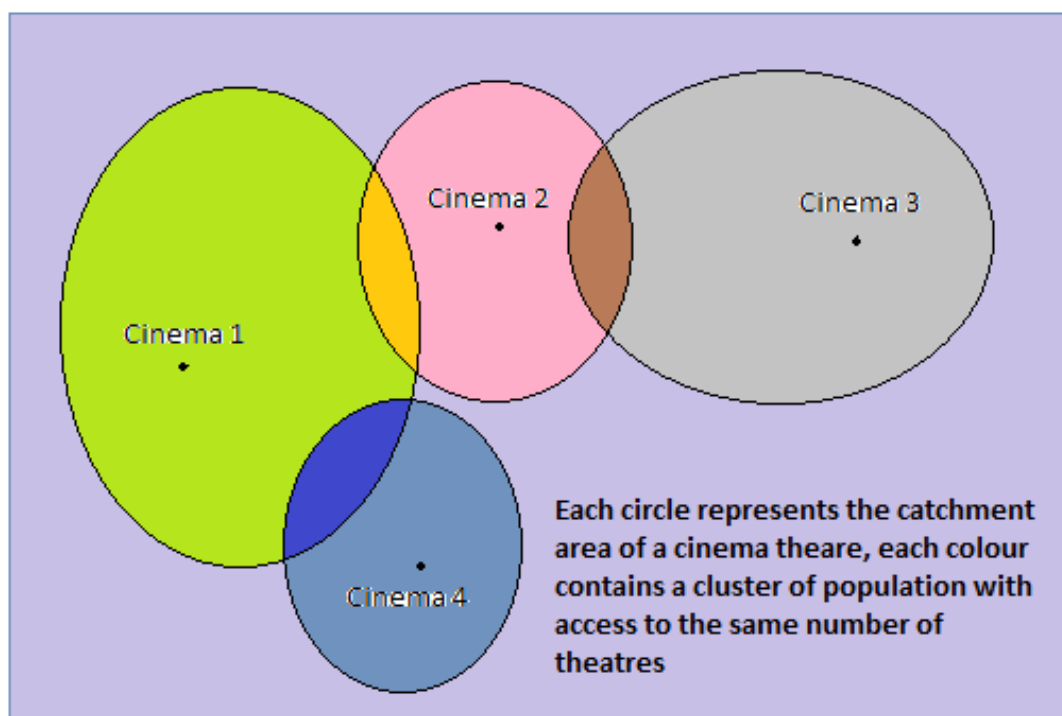 Cinema 2
Cinema 3
Cinema 1
Cinema 4
Each circle represents the catchment
area of a cinema theare, each colour
contains a cluster of population with
access to the same number of
theatres